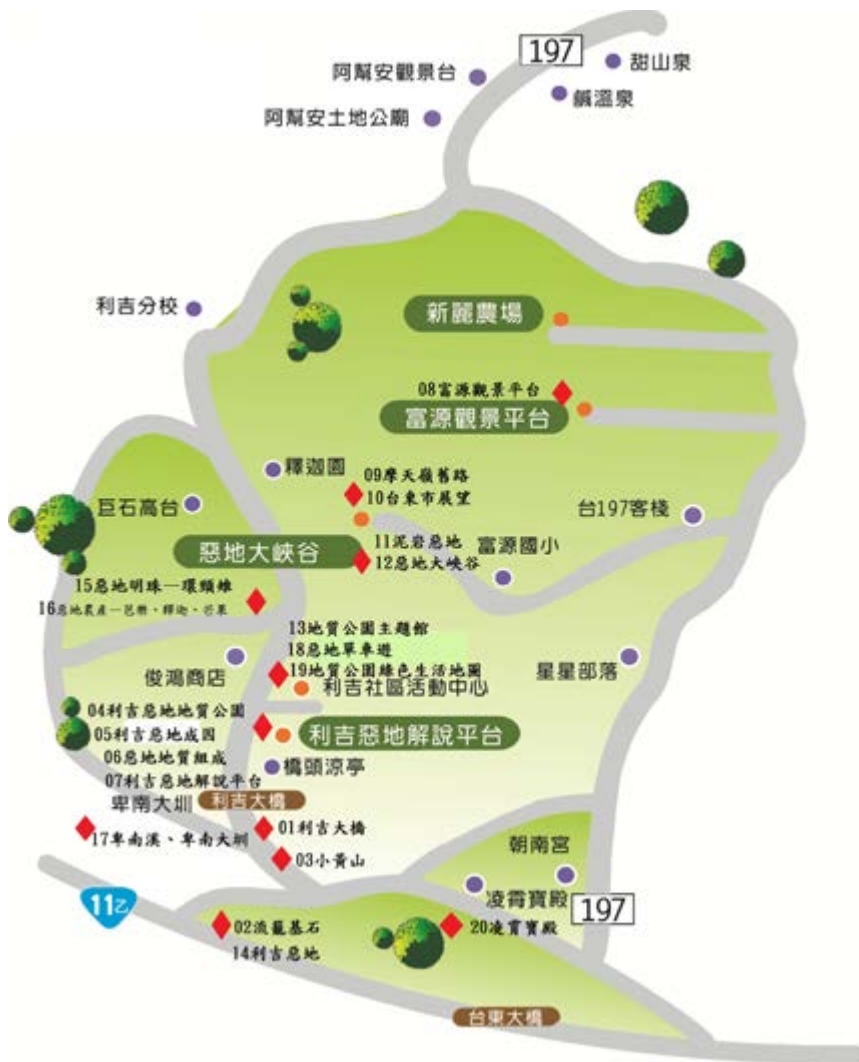 197
甜山泉
阿幫安觀景台
鹹溫泉
阿幫安土地公廟
利吉分校
新麗農場
08富源觀景平台
富源觀景平台
釋迦園
09摩天嶺舊路
10台東市展望
巨石高台
台197客棧
惡地大峽谷
11泥岩惡地
12惡地大峽谷
富源國小
15惡地明珠—環頸雉
16惡地農產—芭樂、釋迦、芒果
13地質公園主題館
18惡地單車遊
19地質公園綠色生活地圖
俊鴻商店
利吉社區活動中心
星星部落
04利吉惡地地質公園
05利吉惡地成因
06惡地地質組成
07利吉惡地解說平台
利吉惡地解說平台
橋頭涼亭
卑南大圳
利吉大橋
17卑南溪、卑南大圳
01利吉大橋
03小黃山
朝南宮
凌霄寶殿
197
11乙
02流籠基石
14利吉惡地
20凌霄寶殿
台東大橋